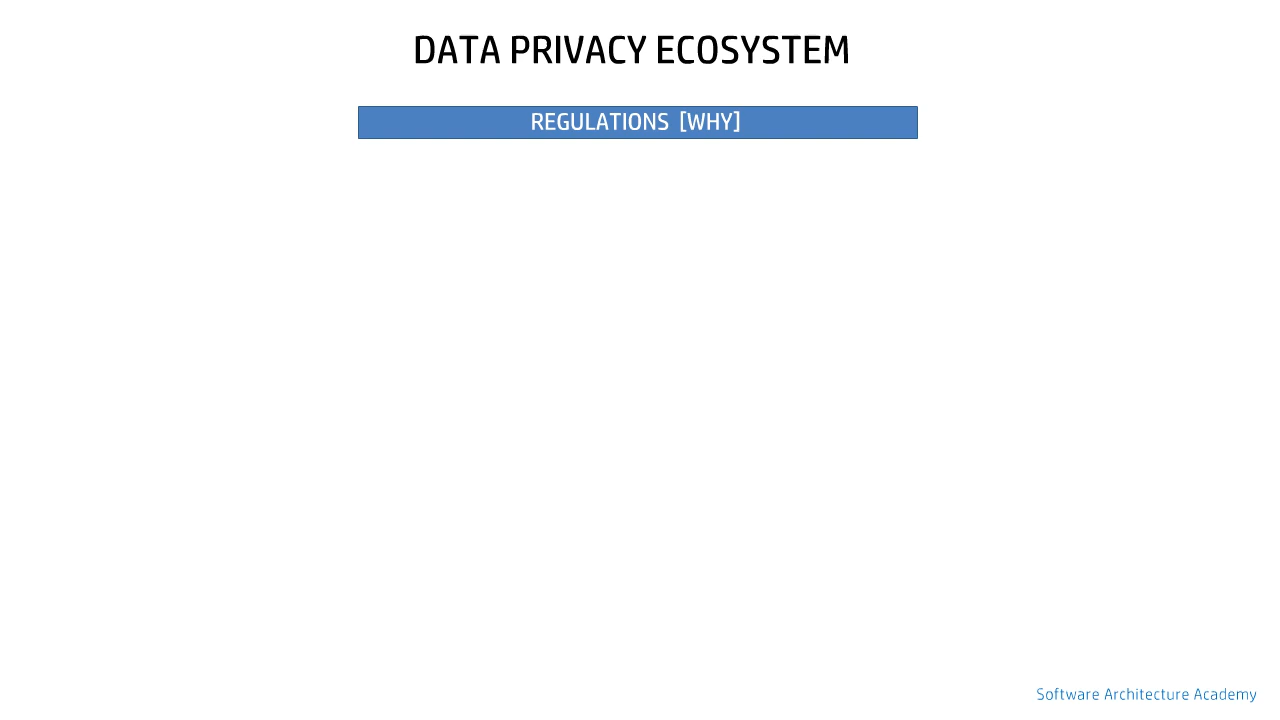 DATA PRIVACY ECOSYSTEM
REGULATIONS [WHY]
Software Architecture Academy